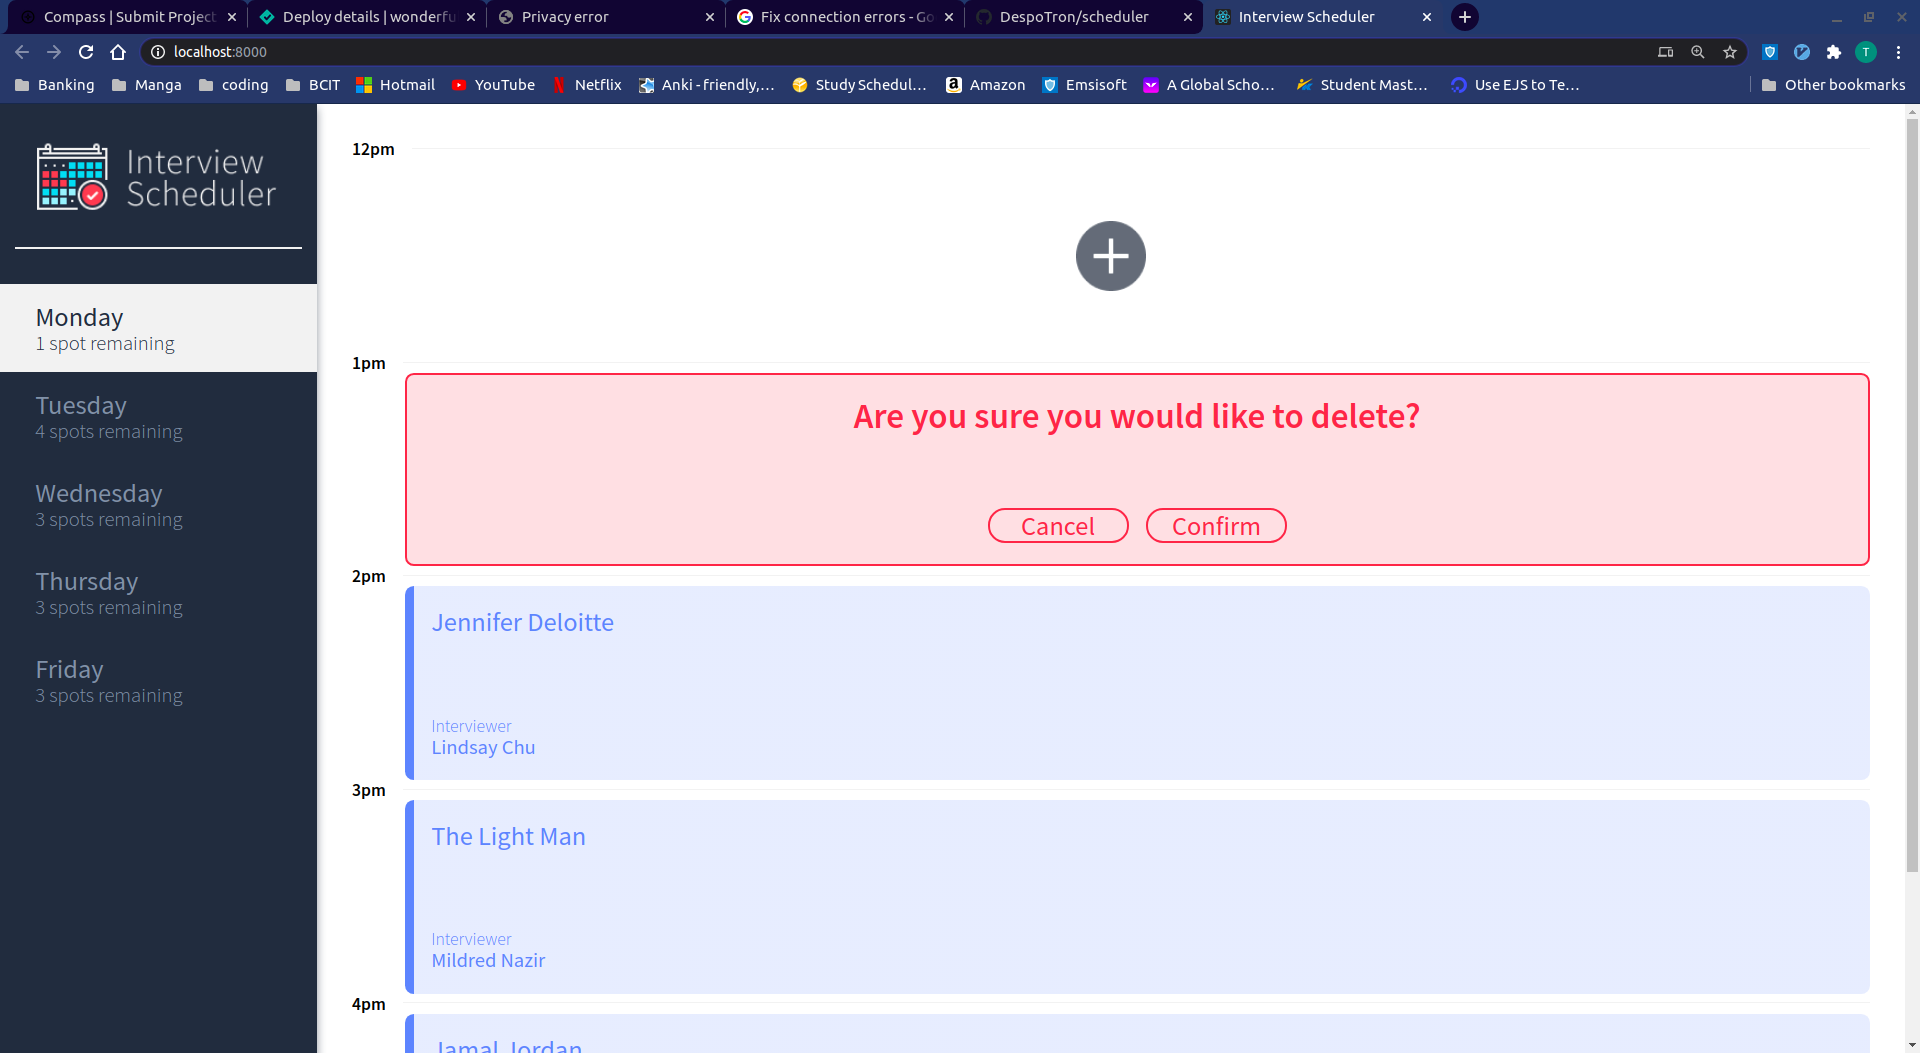 Compass | Submit Project
Deploy details | wonderfu
Privacy error
Fix connection errors - Go
DespoTron/scheduler
Interview Scheduler
localhost:8000
T
Banking
Manga
coding
BCIT
Hotmail
YouTube
Netflix
Anki - friendly,...
Study Schedul...
Amazon
Emsisoft
A Global Scho...
Student Mast...
Use EJS to Te...
Other bookmarks
Interview
Scheduler
Monday
1 spot remaining
Tuesday
4 spots remaining
Wednesday
3 spots remaining
Thursday
3 spots remaining
Friday
3 spots remaining
12pm
1pm
Are you sure you would like to delete?
Cancel
Confirm
2pm
Jennifer Deloitte
Interviewer
Lindsay Chu
3pm
The Light Man
Interviewer
Mildred Nazir
4pm
Jamal Jordan